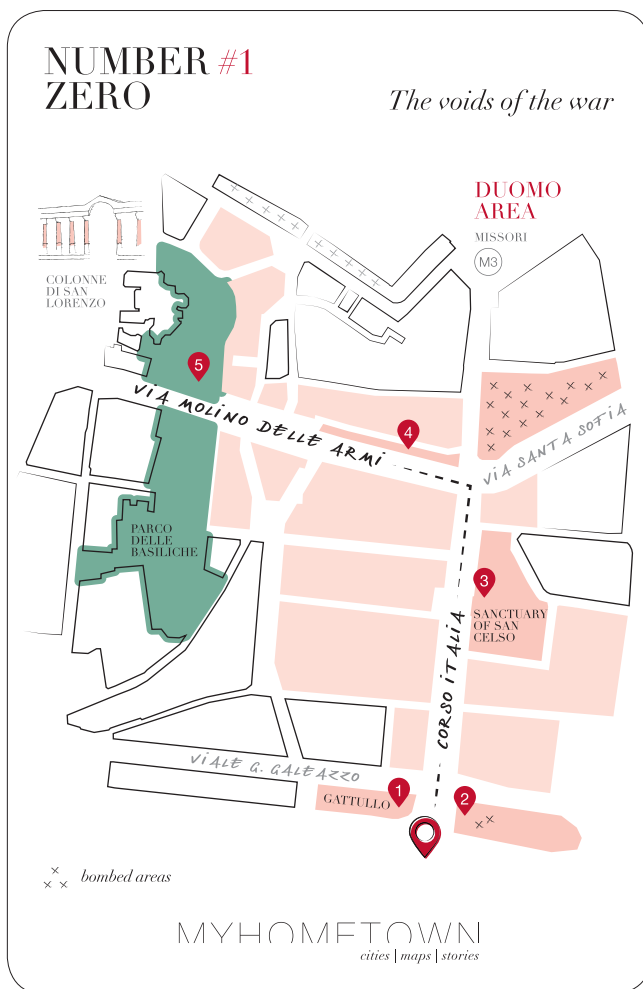 NUMBER #1
ZERO
The voids of the war
DUOMO
AREA
MISSORI
M3
COLONNE
DI SAN
LORENZO
5
VIA MOLINO DELLE ARMI
4
VIA SANTA SOFIA
PARCO
DELLE
BASILICHE
3
SANCTUARY
OF SAN
CELSO
CORSO ITALIA
VIALE G. GALEAZZO
GATTULLO
1
2
bombed areas
MYHOMETOWN
cities | maps | stories